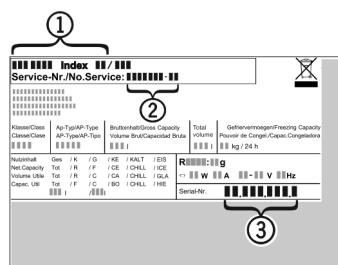 1
Index /
Service-Nr./No.Service: -
2
Klasse/Class Ap-Typ/AP-Type Bruttoinhalt/Gross Capacity Total Gefriervermoegen/Freezing Capacity
Classe/Clase AP-Type/AP-Tipo Volume Brut/Capacidad Bruta volume Pouvoir de Congel./Cap.Congeladora
l l kg / 24 h
Nutzinhalt Ges / K / G / KE / KALT / EIS
Net.Capacity Tot / R / F / CE / CHILL / ICE
Volume Utile Tot / R / C / CA / CHILL / GLA
Capac. Util Tot / F / C / BO / CHILL / HIE
l / l
R : g
W A - V Hz
Serial-Nr. . . .
3